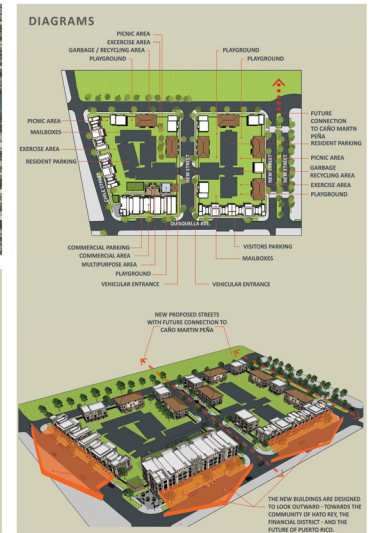 DIAGRAMS
PICNIC AREA
EXCERCISE AREA
GARBAGE / RECYCLING AREA
PLAYGROUND
PLAYGROUND
PLAYGROUND
PICNIC AREA
MAILBOXES
EXERCISE AREA
RESIDENT PARKING
FUTURE
CONNECTION
TO CAÑO MARTN
PEÑA
RESIDENT PARKING
PICNIC AREA
GARBAGE
RECYCLING AREA
EXERCISE AREA
PLAYGROUND
NEW STREET
NEW STREET
NEW STREET
QUISQUELLA AVE.
COMMERCIAL PARKING
COMMERCIAL AREA
MULTIPURPOSE AREA
PLAYGROUND
VEHICULAR ENTRANCE
VISITORS PARKING
MAILBOXES
VEHICULAR ENTRANCE
NEW PROPOSED STREETS
WITH FUTURE CONNECTION TO
CAÑO MARTIN PEÑA
THE NEW BUILDINGS ARE DESIGNED
TO LOOK OUTWARD - TOWARDS THE
COMMUNITY OF HATO REY, THE
FINANCIAL DISTRICT - AND THE
FUTURE OF PUERTO RICO.